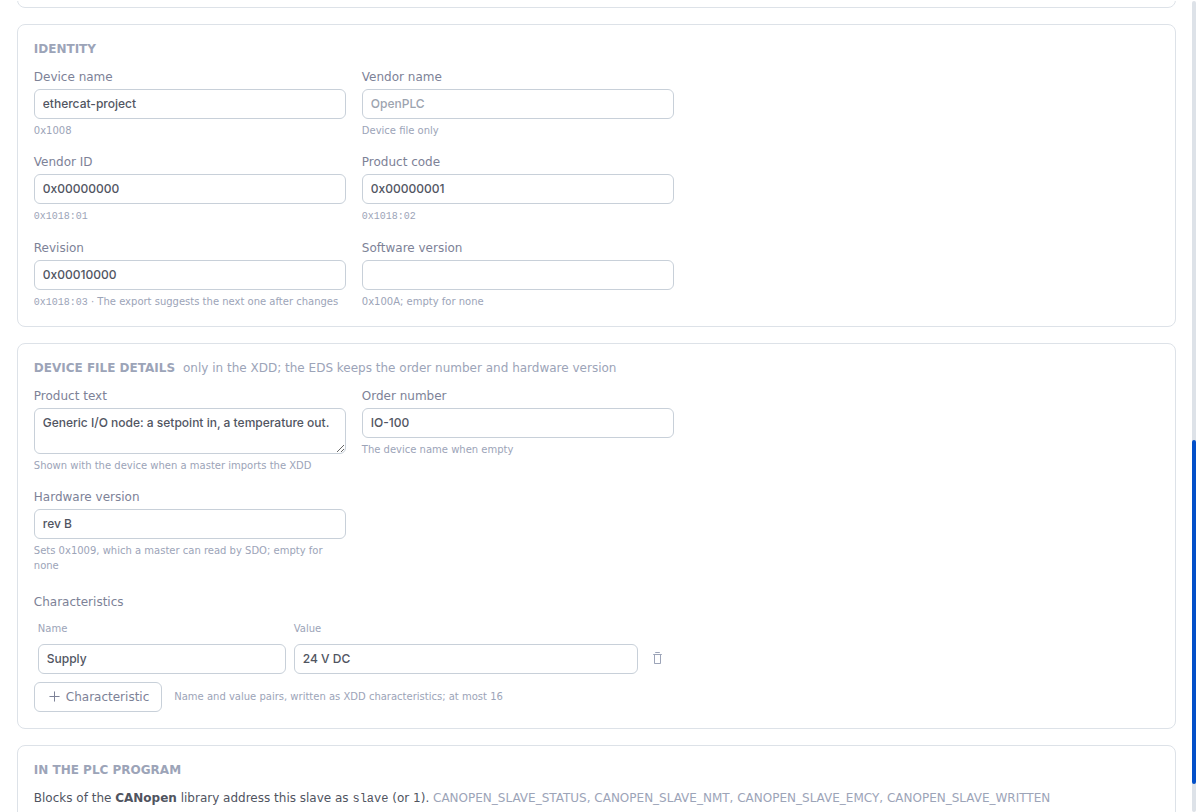 IDENTITY
Device name
Vendor name
ethercat-project
OpenPLC
0x1008
Device file only
Vendor ID
Product code
0x00000000
0x00000001
0x1018:01
0x1018:02
Revision
Software version
0x00010000
0x1018:03 · The export suggests the next one after changes
0x100A; empty for none
DEVICE FILE DETAILS only in the XDD; the EDS keeps the order number and hardware version
Product text
Order number
Generic I/O node: a setpoint in, a temperature out.
IO-100
The device name when empty
Shown with the device when a master imports the XDD
Hardware version
rev B
Sets 0x1009, which a master can read by SDO; empty for
none
Characteristics
Name
Value
Supply
24 V DC
+ Characteristic
Name and value pairs, written as XDD characteristics; at most 16
IN THE PLC PROGRAM
Blocks of the CANopen library address this slave as slave (or 1). CANOPEN_SLAVE_STATUS, CANOPEN_SLAVE_NMT, CANOPEN_SLAVE_EMCY, CANOPEN_SLAVE_WRITTEN